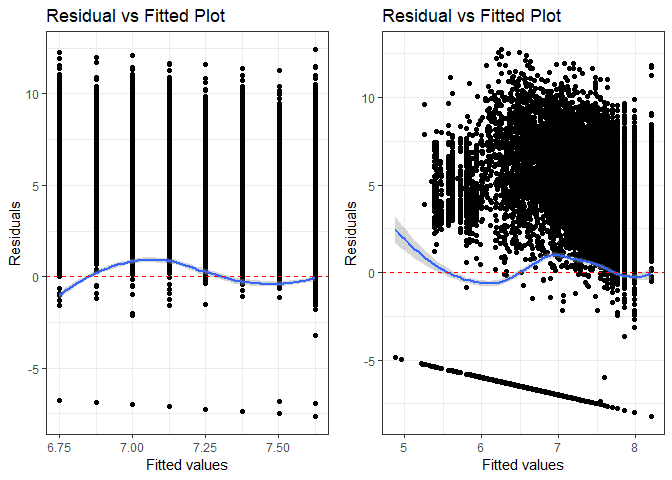 Residual vs Fitted Plot
Residuals
10
5
0
-5
6.75
7.00
7.25
7.50
Fitted values
Residual vs Fitted Plot
Residuals
10
5
0
-5
5
6
7
8
Fitted values